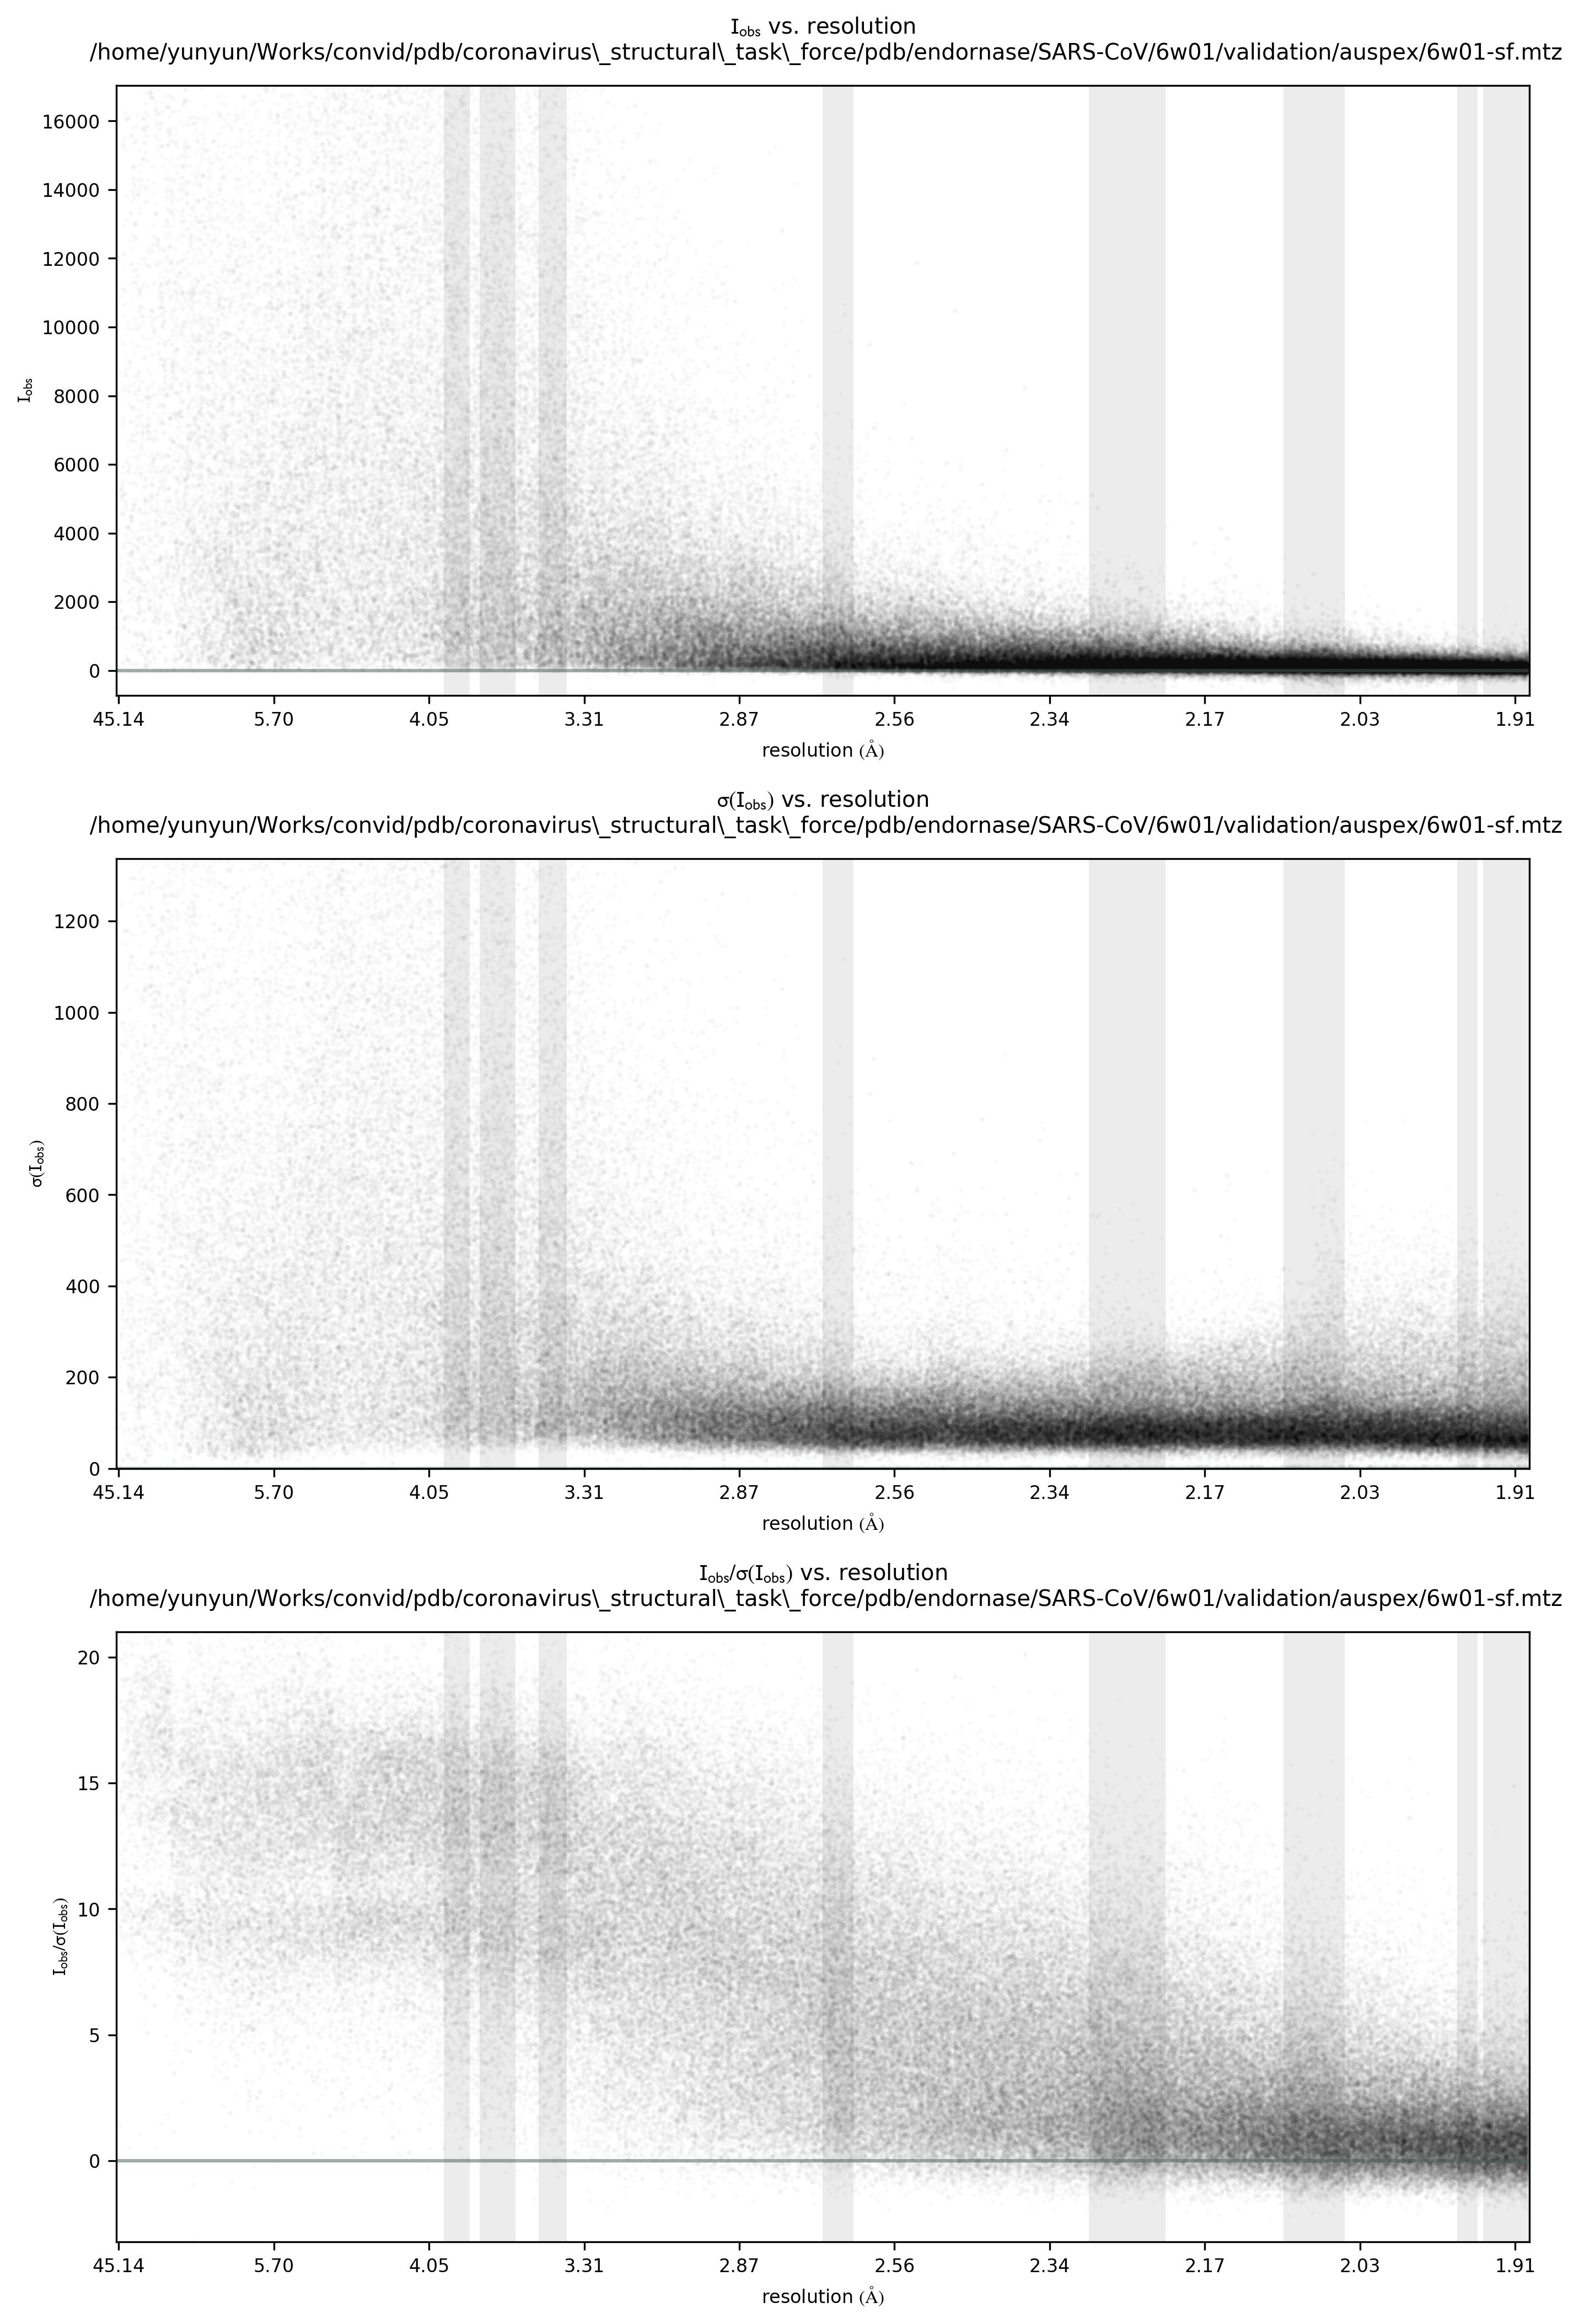 I_obs vs. resolution
/home/yunyun/Works/convid/pdb/coronavirus\_structural\_task\_force/pdb/endornase/SARS-CoV/6w01/validation/auspex/6w01-sf.mtz
16000
14000
12000
10000
8000
6000
4000
2000
0
I_obs
45.14 5.70 4.05 3.31 2.87 2.56 2.34 2.17 2.03 1.91
resolution (Å)
σ(I_obs) vs. resolution
/home/yunyun/Works/convid/pdb/coronavirus\_structural\_task\_force/pdb/endornase/SARS-CoV/6w01/validation/auspex/6w01-sf.mtz
1200
1000
800
600
400
200
0
σ(I_obs)
45.14 5.70 4.05 3.31 2.87 2.56 2.34 2.17 2.03 1.91
resolution (Å)
I_obs/σ(I_obs) vs. resolution
/home/yunyun/Works/convid/pdb/coronavirus\_structural\_task\_force/pdb/endornase/SARS-CoV/6w01/validation/auspex/6w01-sf.mtz
20
15
10
5
0
I_obs/σ(I_obs)
45.14 5.70 4.05 3.31 2.87 2.56 2.34 2.17 2.03 1.91
resolution (Å)